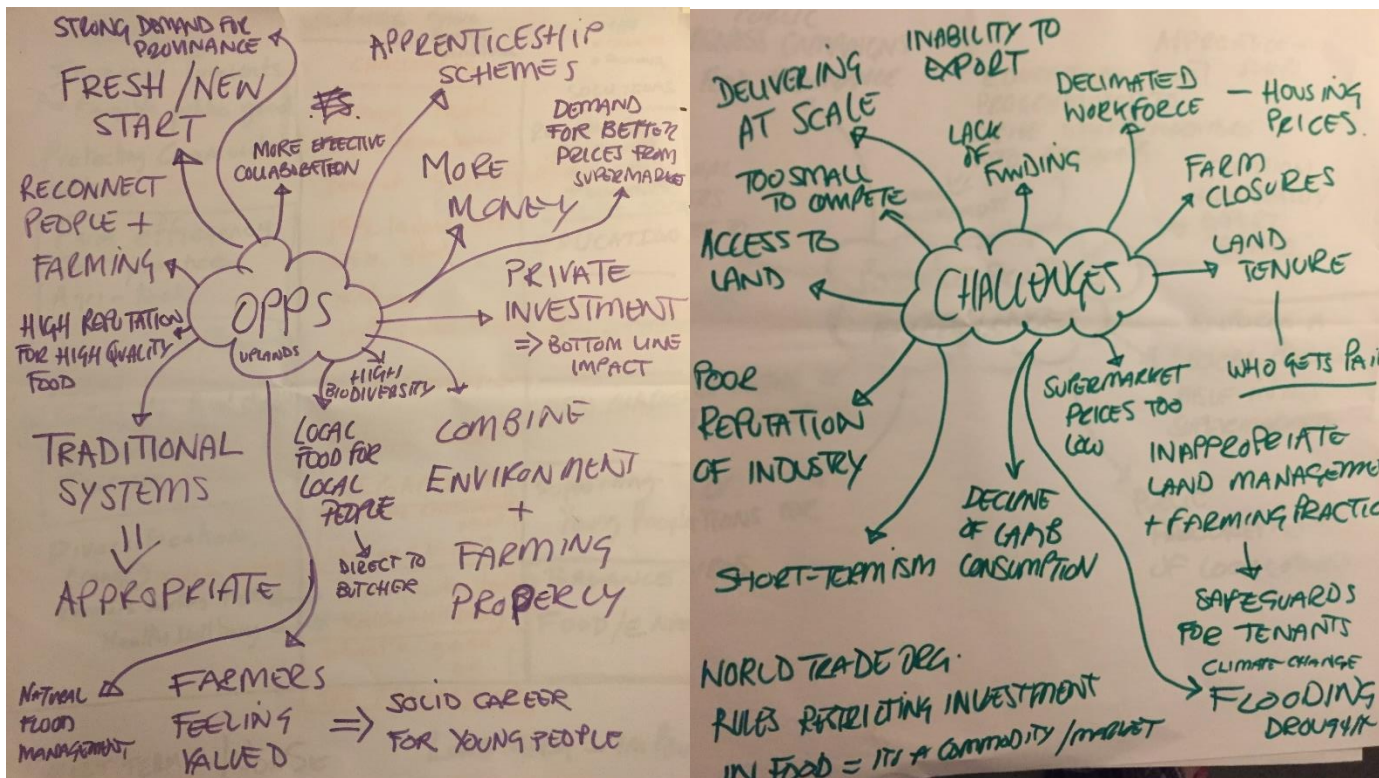 STRONG DEMAND FOR
PROVINANCE
FRESH/NEW
START
APPRENTICESHIP
SCHEMES
MORE EFFECTIVE
COLLABORATION
DEMAND
FOR BETTER
PRICES FROM
SUPERMARKET
MORE
MONEY
RECONNECT
PEOPLE +
FARMING
OPPS
UPLANDS
PRIVATE
INVESTMENT
⇒ BOTTOM LINE
IMPACT
HIGH REPUTATION
FOR HIGH QUALITY
FOOD
HIGH
BIODIVERSITY
TRADITIONAL
SYSTEMS
APPROPRIATE
LOCAL
FOOD FOR
LOCAL
PEOPLE
DIRECT TO
BUTCHER
COMBINE
ENVIRONMENT
+
FARMING
PROPERLY
NATURAL
FLOOD
MANAGEMENT
FARMERS
FEELING
VALUED
⇒ SOLID CAREER
FOR YOUNG PEOPLE
DELIVERING
AT SCALE
INABILITY TO
EXPORT
DECIMATED
WORKFORCE
— HOUSING
PRICES.
LACK
OF
FUNDING
TOO SMALL
TO COMPETE
FARM
CLOSURES
ACCESS TO
LAND
CHALLENGES
LAND
TENURE
WHO GETS PAI
POOR
REPUTATION
OF INDUSTRY
SUPERMARKET
PRICES TOO
LOW
INAPPROPRIATE
LAND MANAGEME
+ FARMING PRACTIC
SHORT-TERMISM
DECLINE
OF LAMB
CONSUMPTION
SAFEGUARDS
FOR TENANTS
CLIMATE CHANGE
FLOODING
DROUGHT
WORLD TRADE ORG.
RULES RESTRICTING INVESTMENT
IN FOOD = ITS A COMMODITY/MARKET